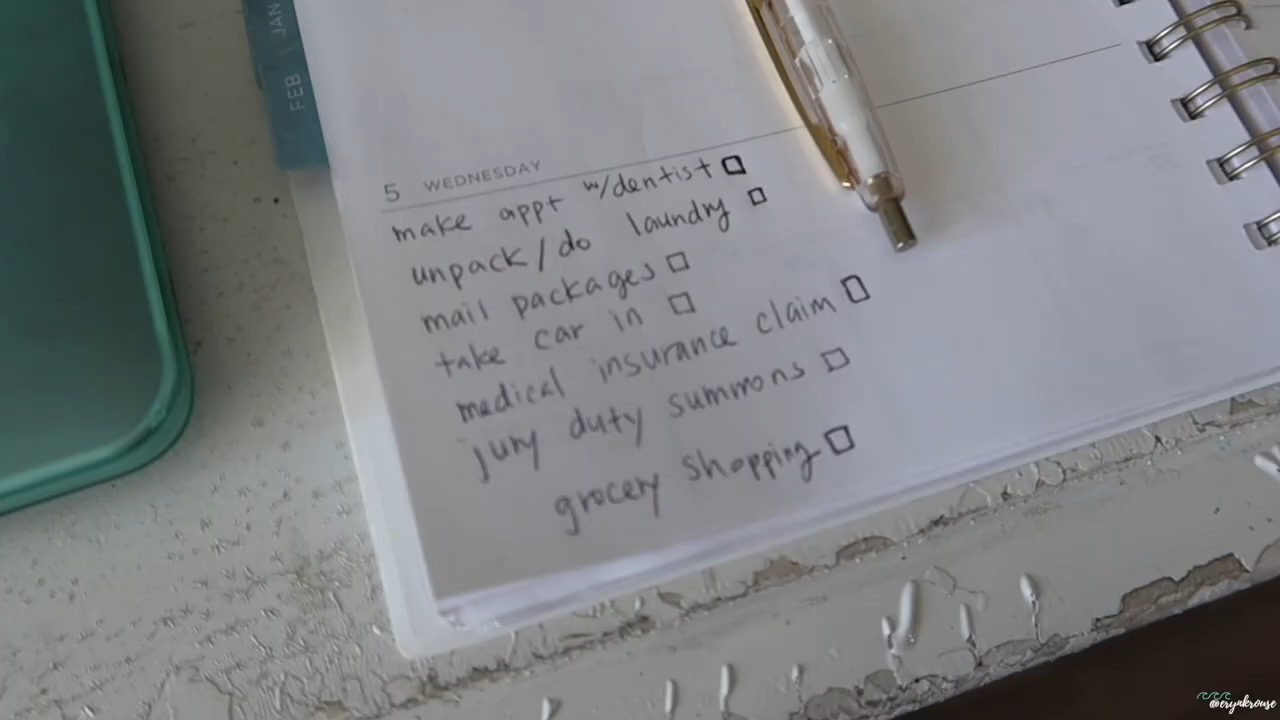 JAN
FEB
5 WEDNESDAY
make appt w/dentist
unpack/do laundry
mail packages
take car in
medical insurance claim
jury duty summons
grocery shopping
@erynkrouse